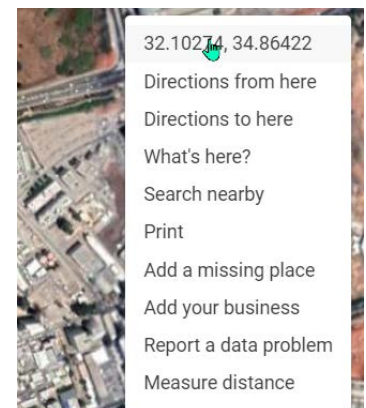 32.10274, 34.86422
Directions from here
Directions to here
What's here?
Search nearby
Print
Add a missing place
Add your business
Report a data problem
Measure distance